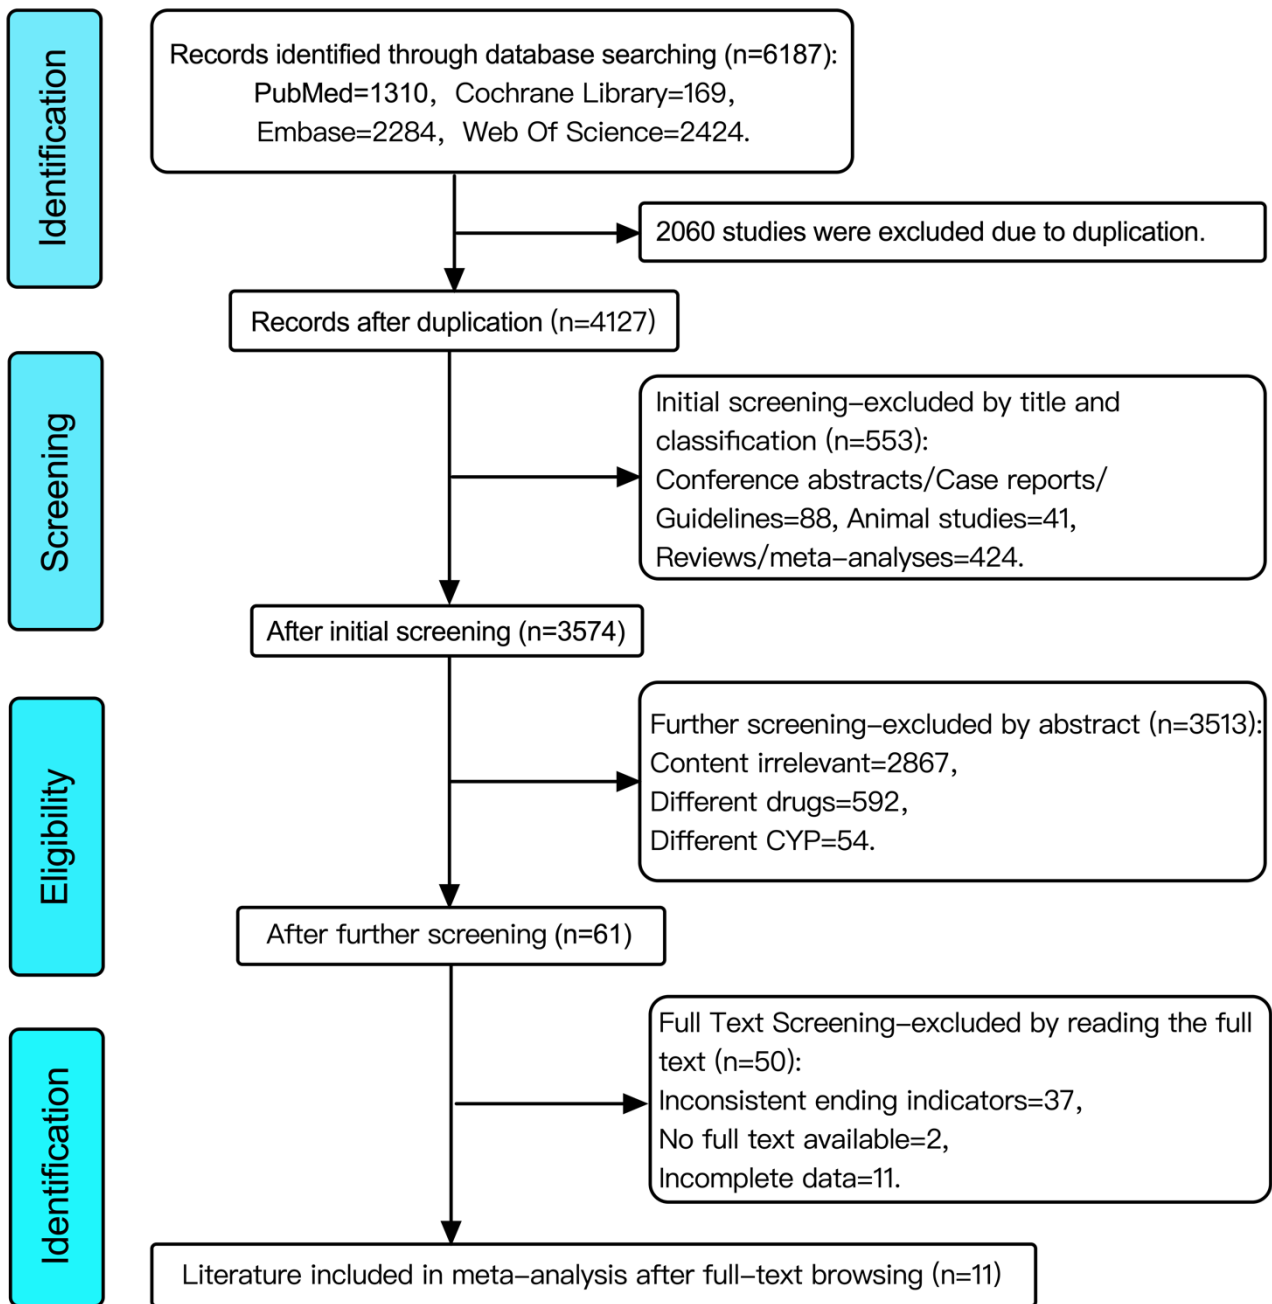 Identification
Records identified through database searching (n=6187):
PubMed=1310, Cochrane Library=169,
Embase=2284, Web Of Science=2424.
2060 studies were excluded due to duplication.
Records after duplication (n=4127)
Screening
Initial screening–excluded by title and
classification (n=553):
Conference abstracts/Case reports/
Guidelines=88, Animal studies=41,
Reviews/meta–analyses=424.
After initial screening (n=3574)
Eligibility
Further screening–excluded by abstract (n=3513):
Content irrelevant=2867,
Different drugs=592,
Different CYP=54.
After further screening (n=61)
Identification
Full Text Screening–excluded by reading the full
text (n=50):
Inconsistent ending indicators=37,
No full text available=2,
Incomplete data=11.
Literature included in meta–analysis after full–text browsing (n=11)